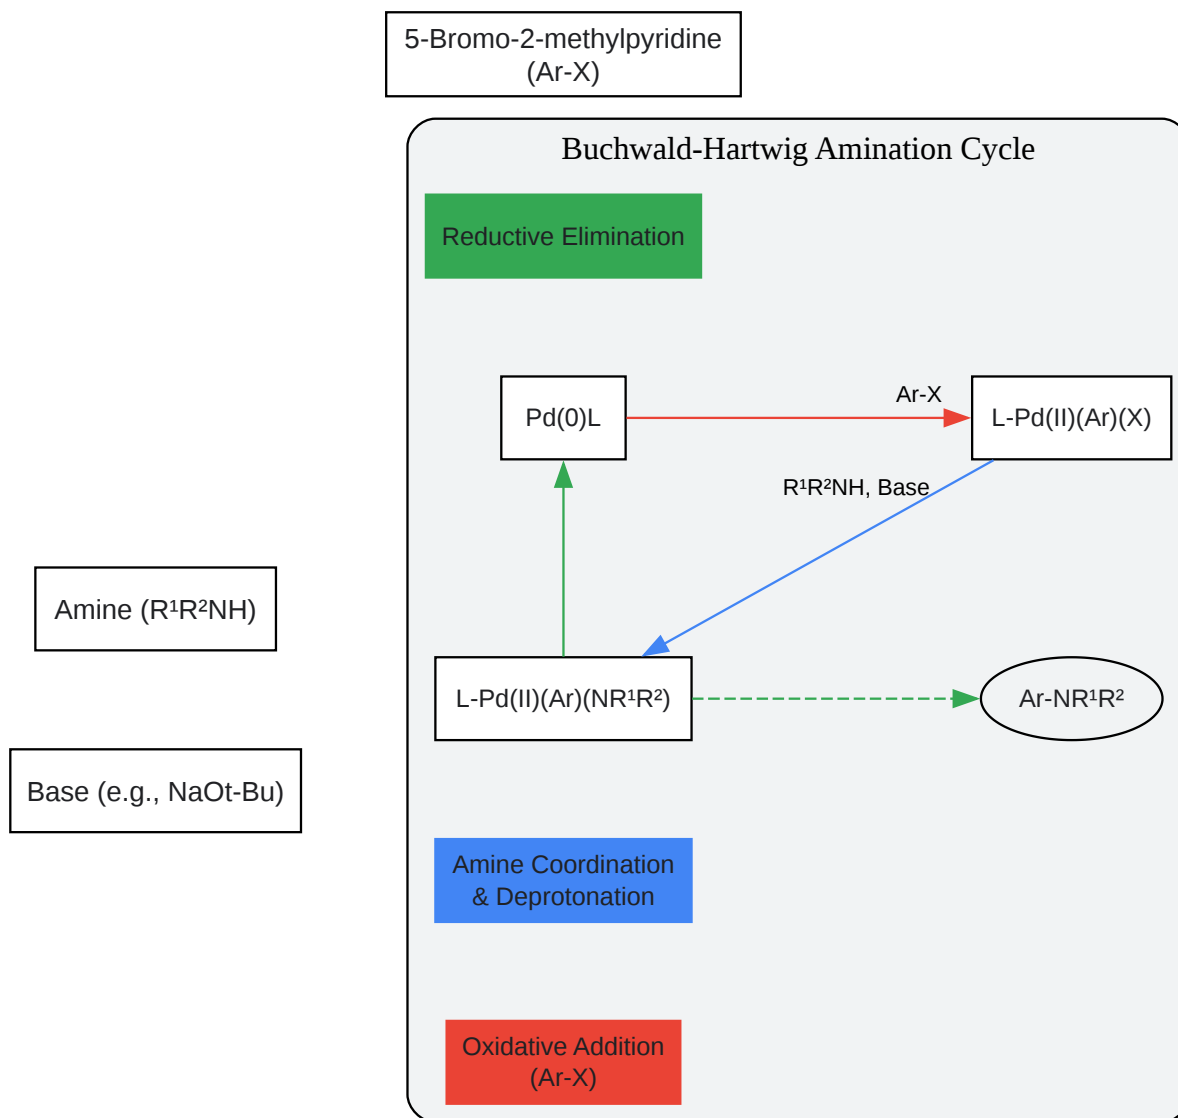 5-Bromo-2-methylpyridine
(Ar-X)
Buchwald-Hartwig Amination Cycle
Reductive Elimination
Ar-X
Pd(0)L
L-Pd(II)(Ar)(X)
R¹R²NH, Base
Amine (R¹R²NH)
L-Pd(II)(Ar)(NR¹R²)
Ar-NR¹R²
Base (e.g., NaOt-Bu)
Amine Coordination
& Deprotonation
Oxidative Addition
(Ar-X)